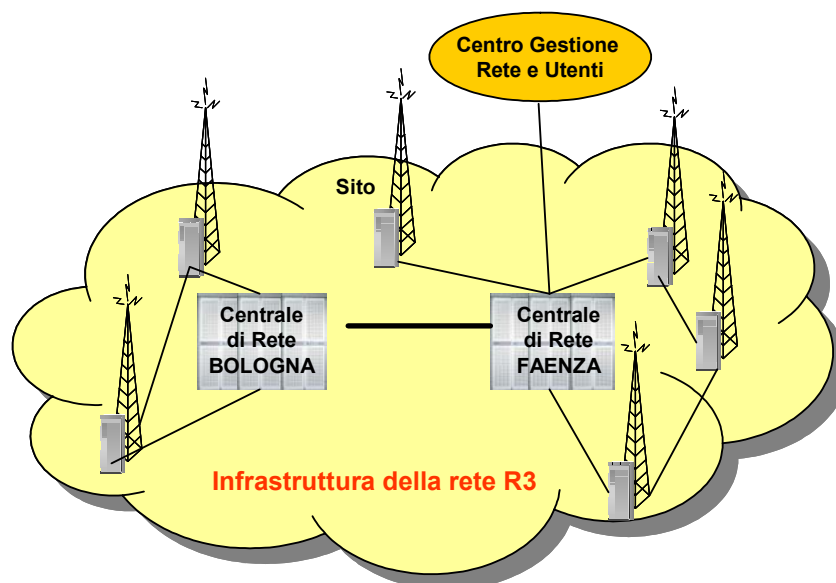 Centro Gestione
Rete e Utenti
Sito
Centrale
di Rete
BOLOGNA
Centrale
di Rete
FAENZA
Infrastruttura della rete R3